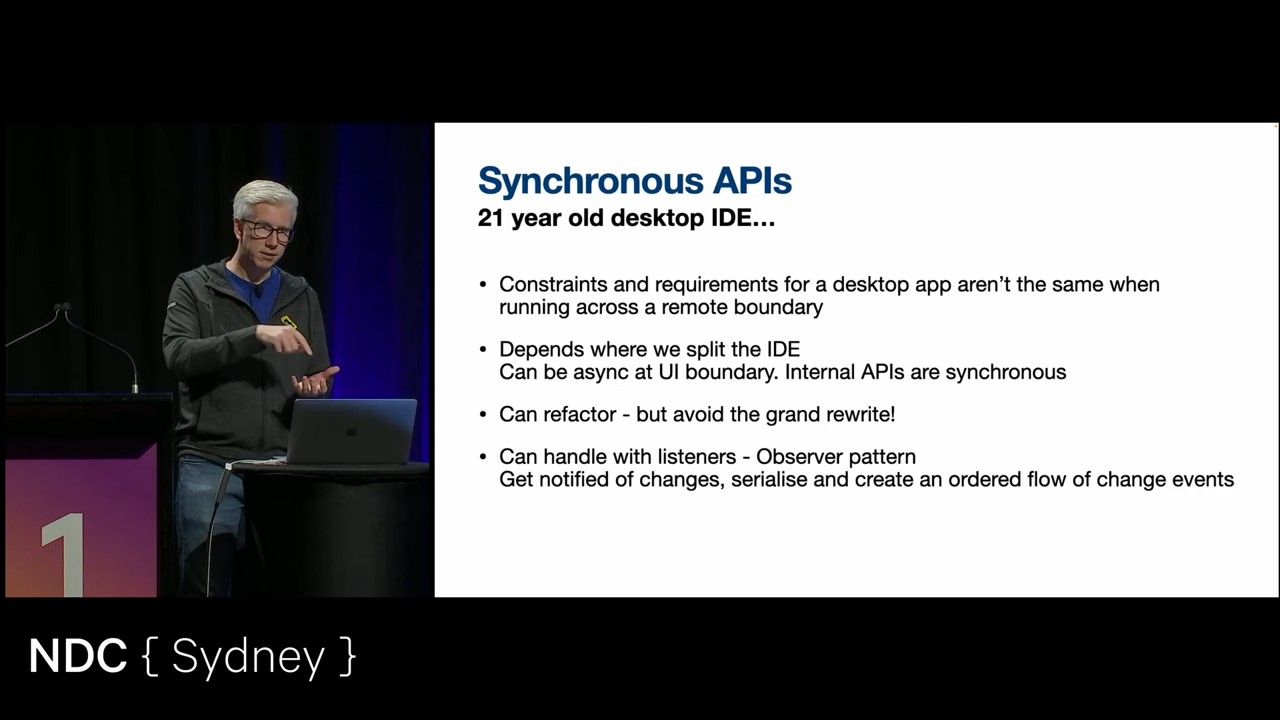 Synchronous APIs
21 year old desktop IDE…
• Constraints and requirements for a desktop app aren’t the same when
running across a remote boundary
• Depends where we split the IDE
Can be async at UI boundary. Internal APIs are synchronous
• Can refactor - but avoid the grand rewrite!
• Can handle with listeners - Observer pattern
Get notified of changes, serialise and create an ordered flow of change events
1
NDC { Sydney }